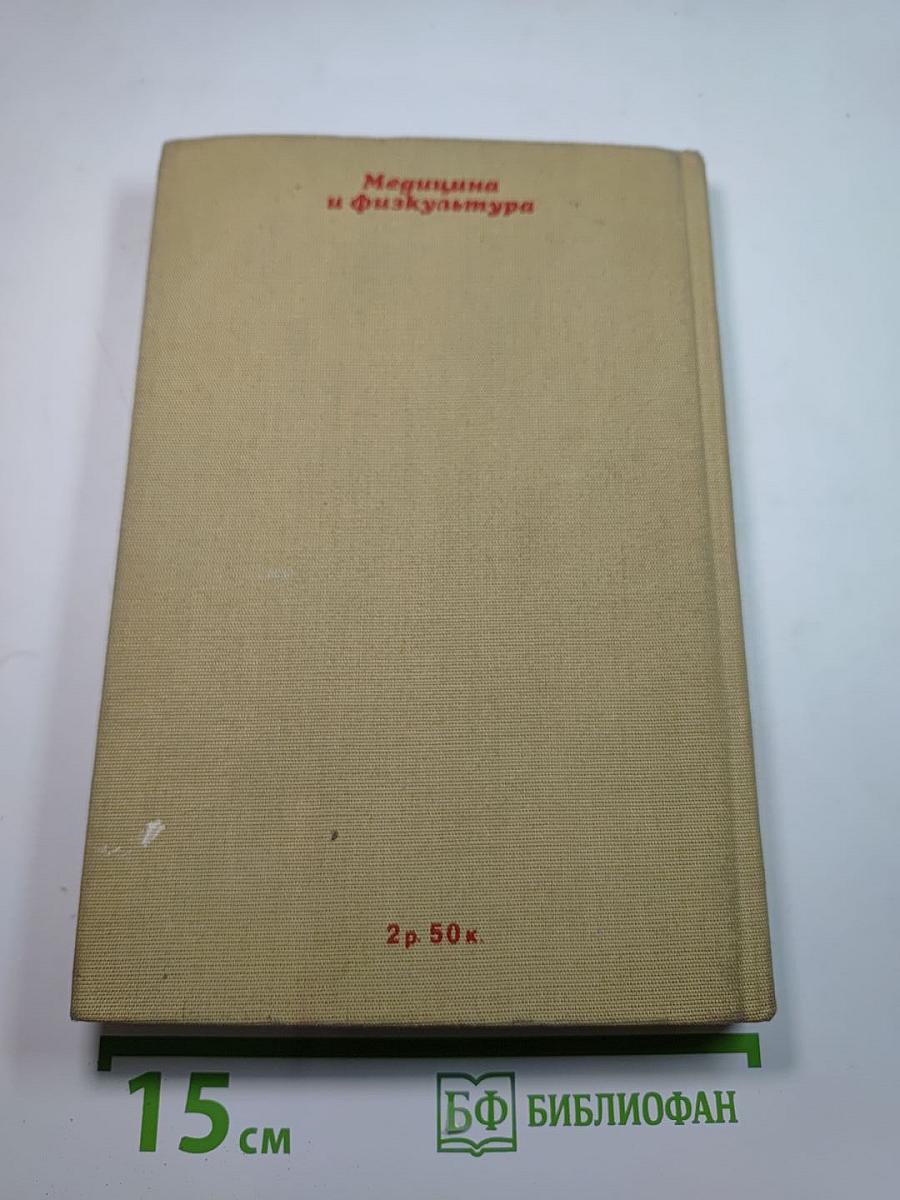 Медицина
и физкультура
2 р. 50 к.
15 см
БФ БИБЛИОФАН